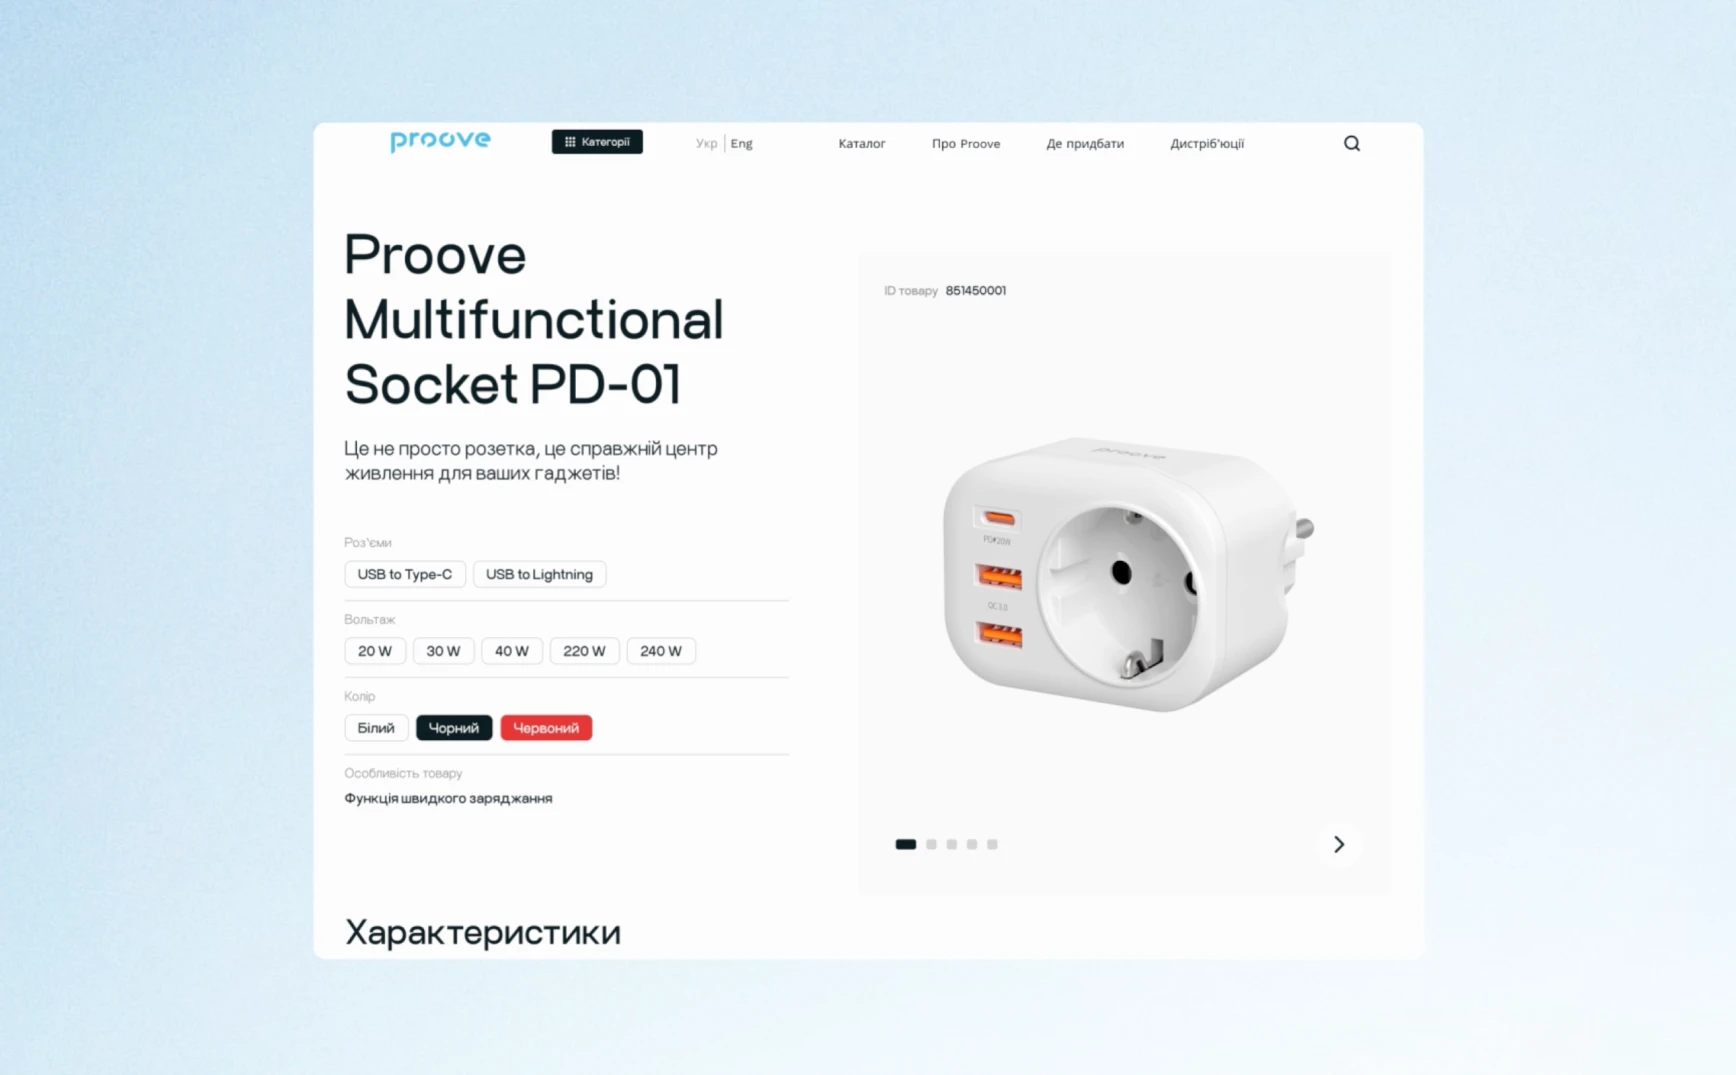 proove
Категорії
Укр | Eng
Каталог
Про Proove
Де придбати
Дистріб'юції
Proove
Multifunctional
Socket PD-01
Це не просто розетка, це справжній центр
живлення для ваших гаджетів!
Роз'єми
USB to Type-C
USB to Lightning
Вольтаж
20 W
30 W
40 W
220 W
240 W
Колір
Білий
Чорний
Червоний
Особливість товару
Функція швидкого заряджання
ID товару 851450001
proove
PD 20W
QC3.0
Характеристики